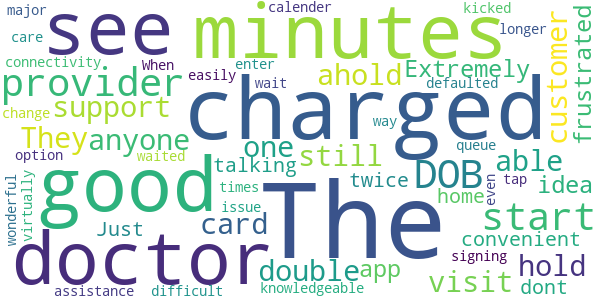 major
calender
kicked
see
minutes
care
longer
connectivity
When
enter
Extremely
customer
frustrated
provider
easily
ahold
wait
defaulted
charged
change
support
They
anyone
one
still
way
queue
option
waited
talking
twice
DOB
able
good
The
times
home
even
tap
idea
wonderful
virtually
Just
card
issue
start
signing
convenient
doctor
double
app
visit
hold
assistance
difficult
knowledgeable
dont